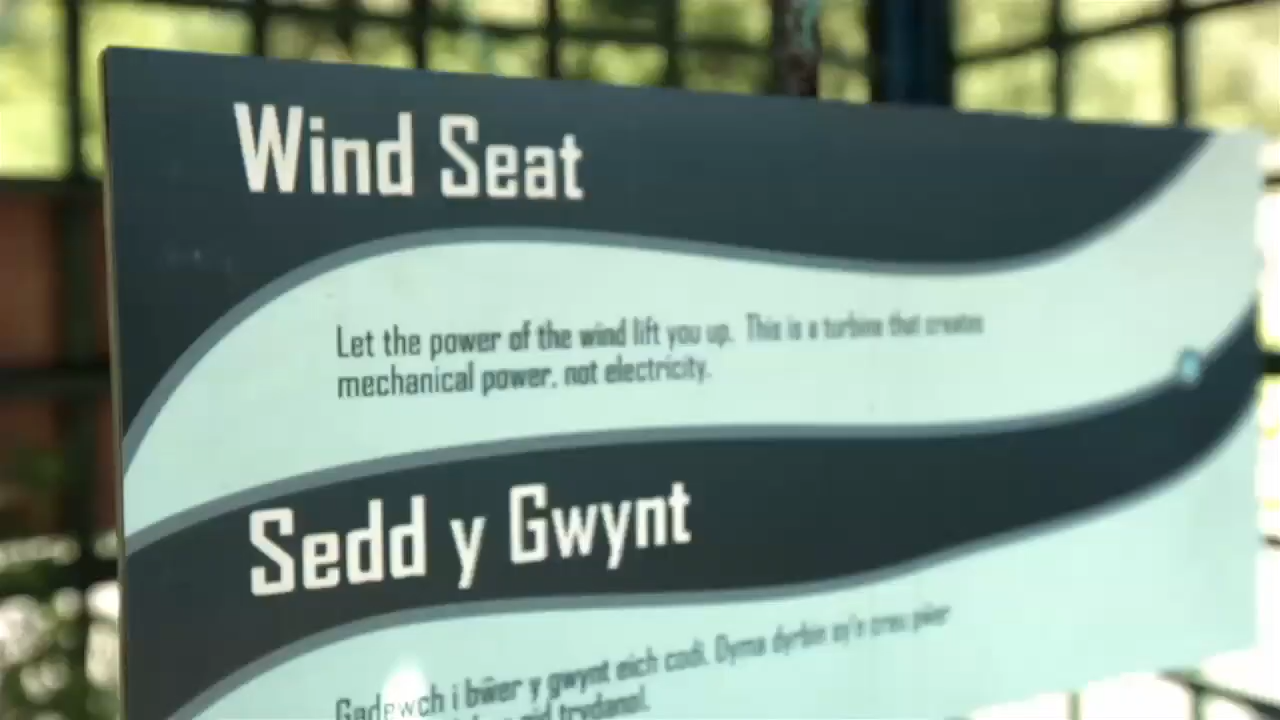 Wind Seat
Let the power of the wind lift you up. This is a turbine that creates
mechanical power, not electricity.
Sedd y Gwynt
Gadewch i bŵer y gwynt eich codi. Dyma dyrbin sy'n creu pŵer
nid trydanol.